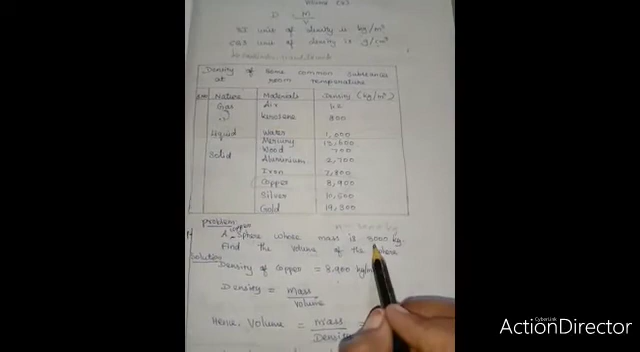 Volume (V)
D = M/V
SI unit of density is kg/m³
CGS unit of density is g/cm³
Density of some common substances
at room temperature
Nature Materials Density (kg/m³)
Gas Air 1.2
Kerosene 800
Liquid Water 1,000
Mercury 13,600
Solid Wood 700
Aluminium 2,700
Iron 7,800
Copper 8,900
Silver 10,500
Gold 19,300
problem
copper
A sphere whose mass is 3000 kg.
Find the volume of the sphere
Solution
Density of copper = 8,900 kg/m
Density = mass / volume
Hence, Volume = mass / Density =
CyberLink
ActionDirector